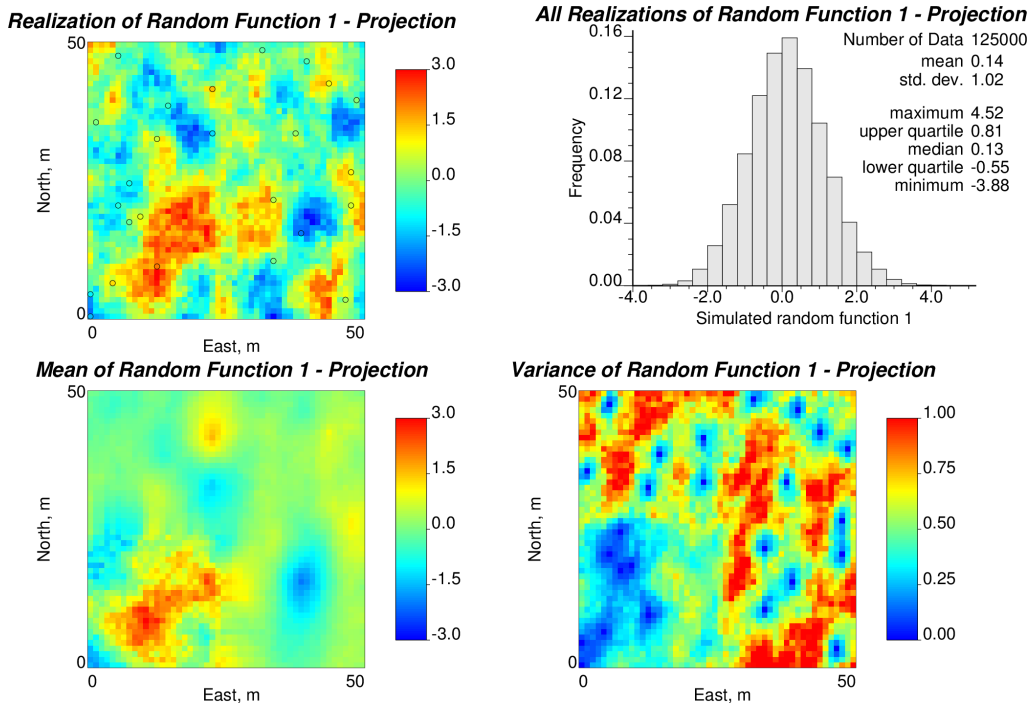 Realization of Random Function 1 - Projection
50
North, m
0
0
50
East, m
3.0
1.5
0.0
-1.5
-3.0
All Realizations of Random Function 1 - Projection
Frequency
0.16
0.12
0.08
0.04
0.00
-4.0
-2.0
0.0
2.0
4.0
Simulated random function 1
Number of Data 125000
mean 0.14
std. dev. 1.02
maximum 4.52
upper quartile 0.81
median 0.13
lower quartile -0.55
minimum -3.88
Mean of Random Function 1 - Projection
50
North, m
0
0
50
East, m
3.0
1.5
0.0
-1.5
-3.0
Variance of Random Function 1 - Projection
50
North, m
0
0
50
East, m
1.00
0.75
0.50
0.25
0.00